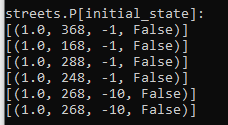 streets.P[initial_state]:
[(1.0, 368, -1, False)]
[(1.0, 168, -1, False)]
[(1.0, 288, -1, False)]
[(1.0, 248, -1, False)]
[(1.0, 268, -10, False)]
[(1.0, 268, -10, False)]